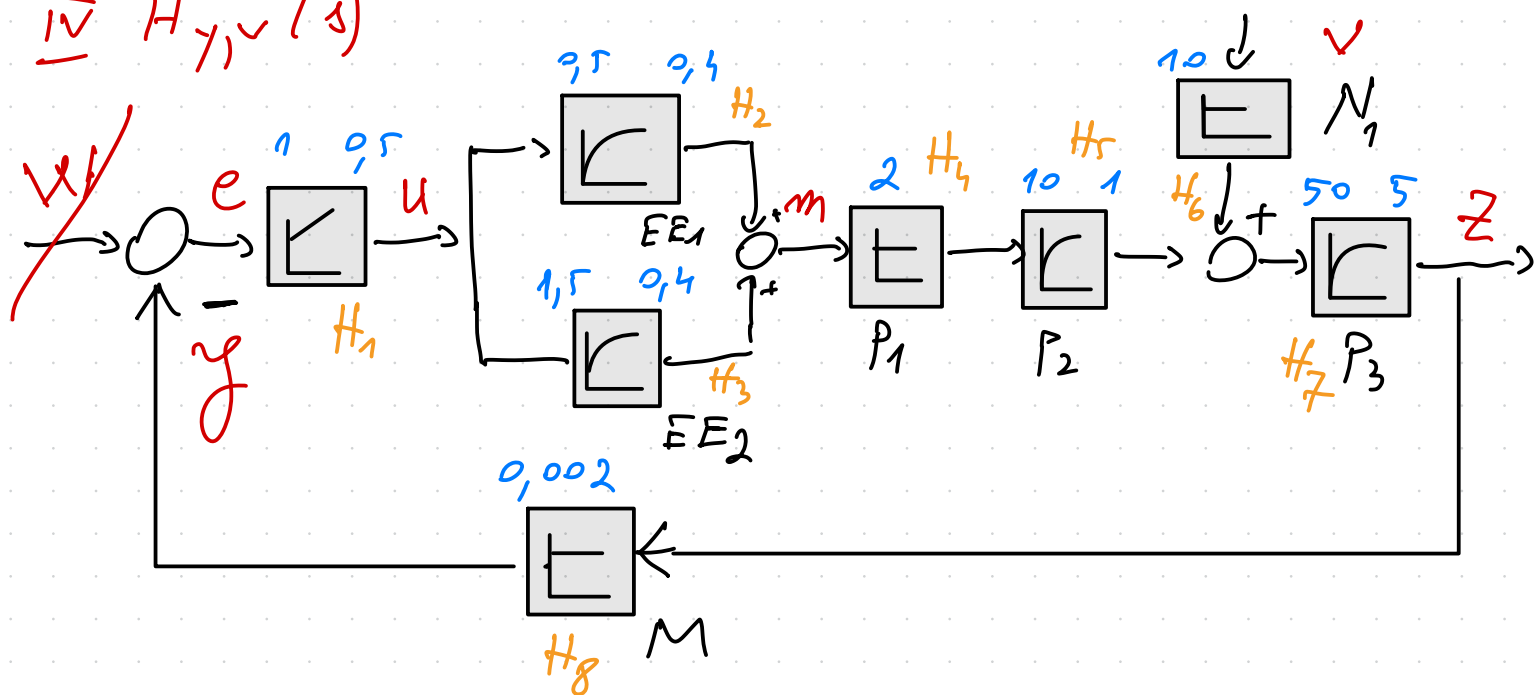 IV H y,v (s)
v
0,5 0,4
H2
10
N1
w
e
1 0,5
u
EE1
m
2
H4
10 1
H5
H6
+
50 5
z
+
+
−
y
H1
1,5 0,4
H3
EE2
P1
P2
H7
P3
0,002
M
H8